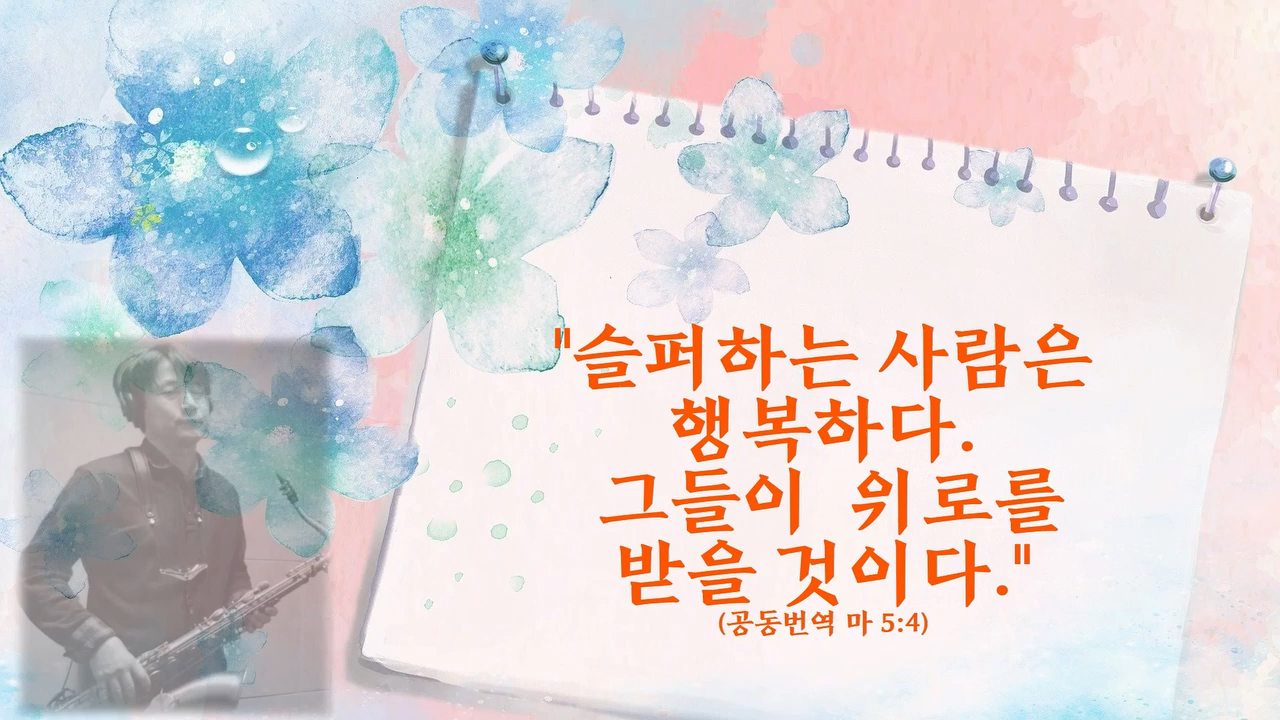 "슬퍼하는 사람은
행복하다.
그들이 위로를
받을 것이다."
(공동번역 마 5:4)